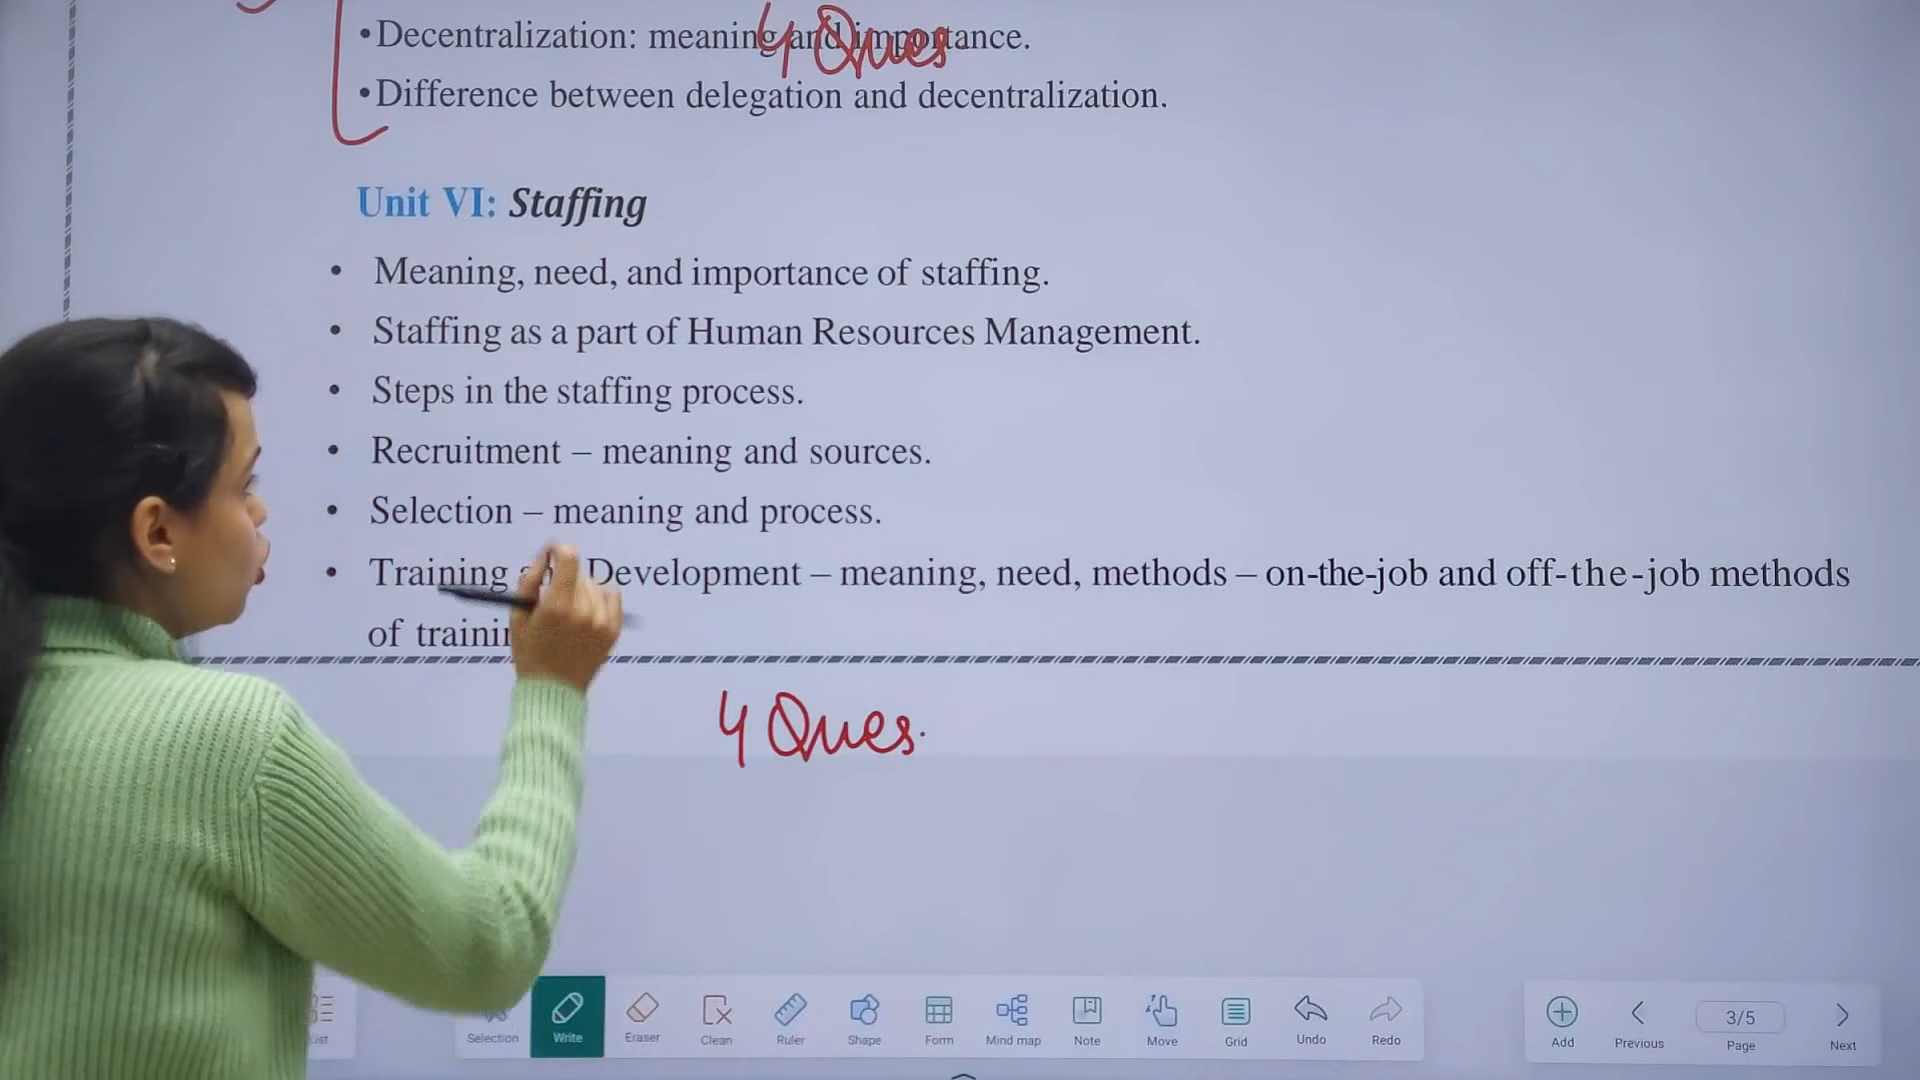 •Decentralization: meaning and importance.
4 Ques
•Difference between delegation and decentralization.
Unit VI: Staffing
• Meaning, need, and importance of staffing.
• Staffing as a part of Human Resources Management.
• Steps in the staffing process.
• Recruitment – meaning and sources.
• Selection – meaning and process.
• Training Development – meaning, need, methods – on-the-job and off-the-job methods
of
4 Ques.
Selection Write Eraser Clean Ruler Shape Form Mind map Note Move Grid Undo Redo Add Previous 3/5 Page Next